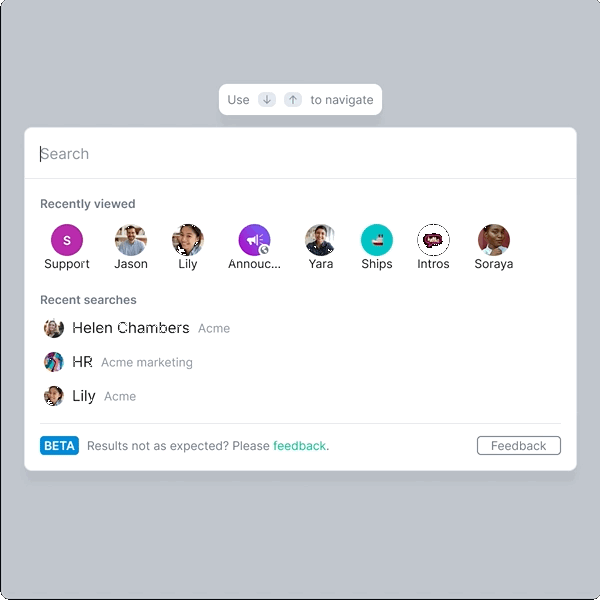 Use ↓ ↑ to navigate
Search
Recently viewed
S
Support Jason Lily Annouc... Yara Ships Intros Soraya
Recent searches
Helen Chambers Acme
HR Acme marketing
Lily Acme
BETA Results not as expected? Please feedback. Feedback